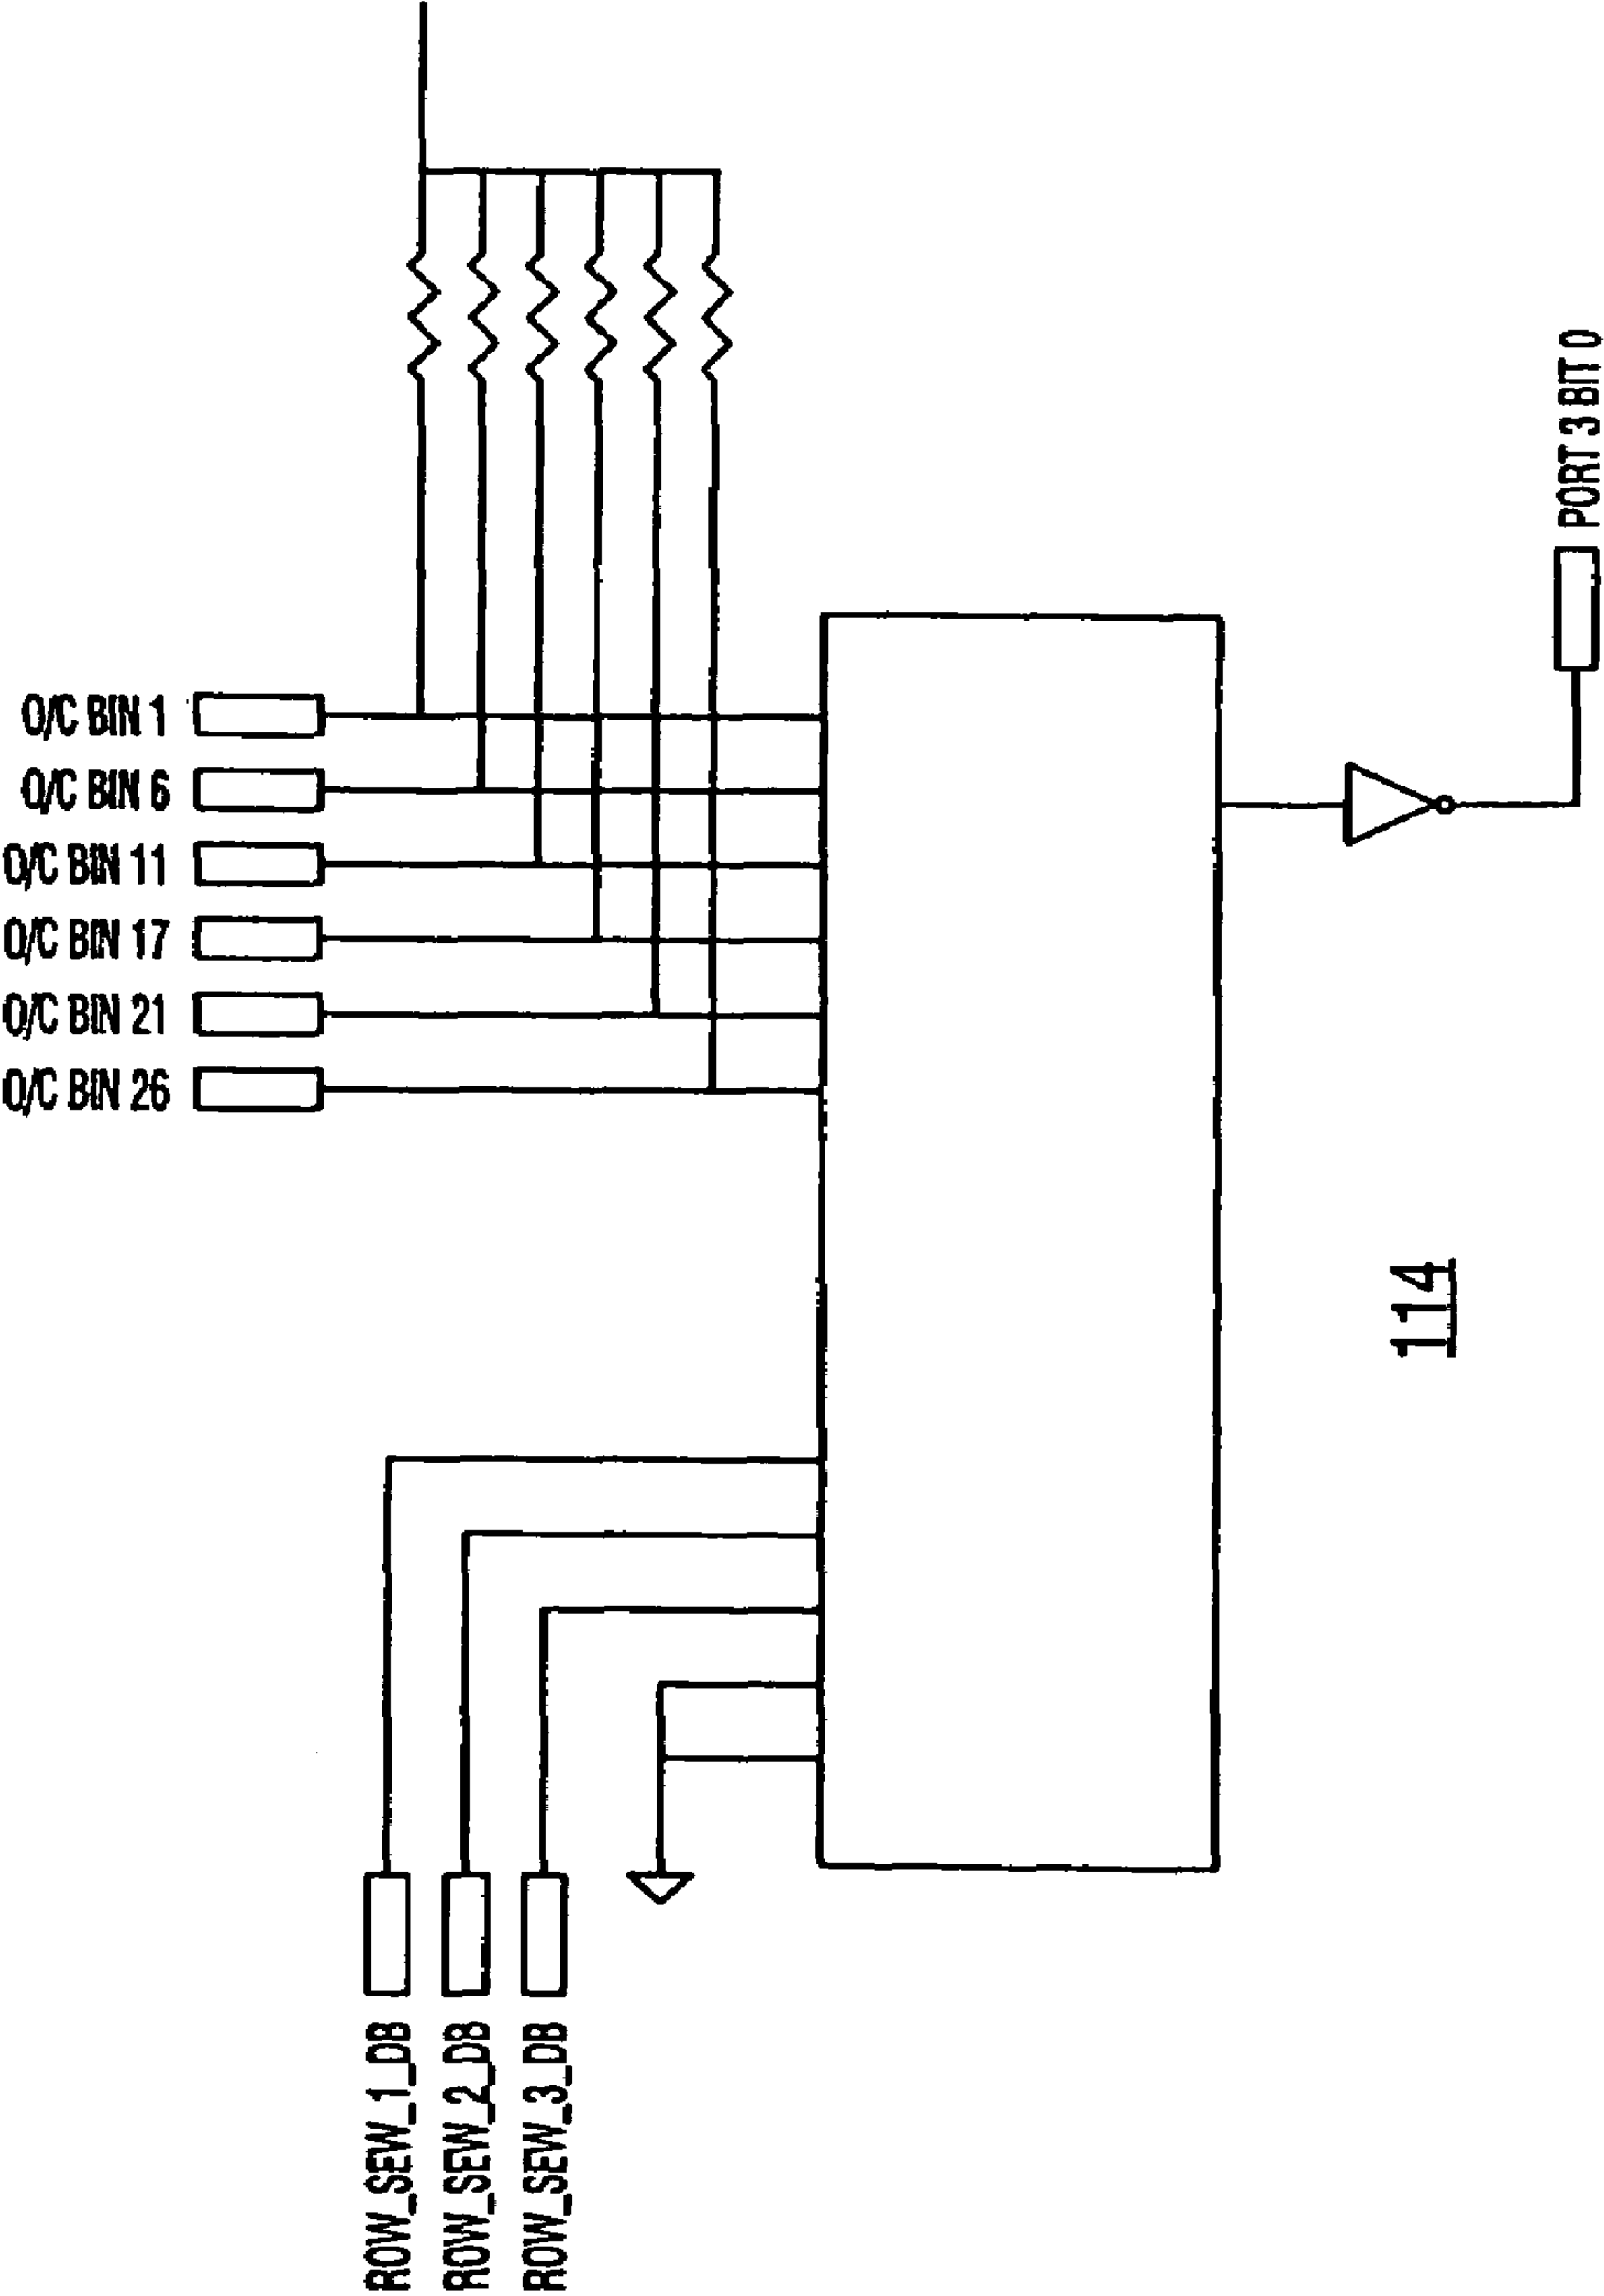 O/C BIN 1
O/C BIN 6
O/C BIN 11
O/C BIN 17
O/C BIN 21
O/C BIN 26
PORT 3 BIT 0
114
ROW_SEW_1_DB
ROW_SEW_2_DB
ROW_SEW_3_DB